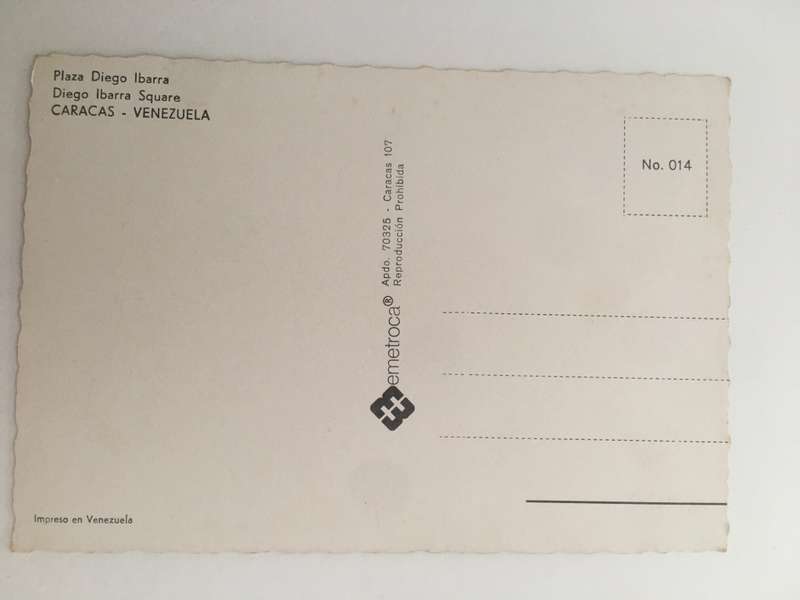 Plaza Diego Ibarra
Diego Ibarra Square
CARACAS - VENEZUELA
No. 014
emetroca® Apdo. 70325 - Caracas 107
Reproducción Prohibida
Impreso en Venezuela